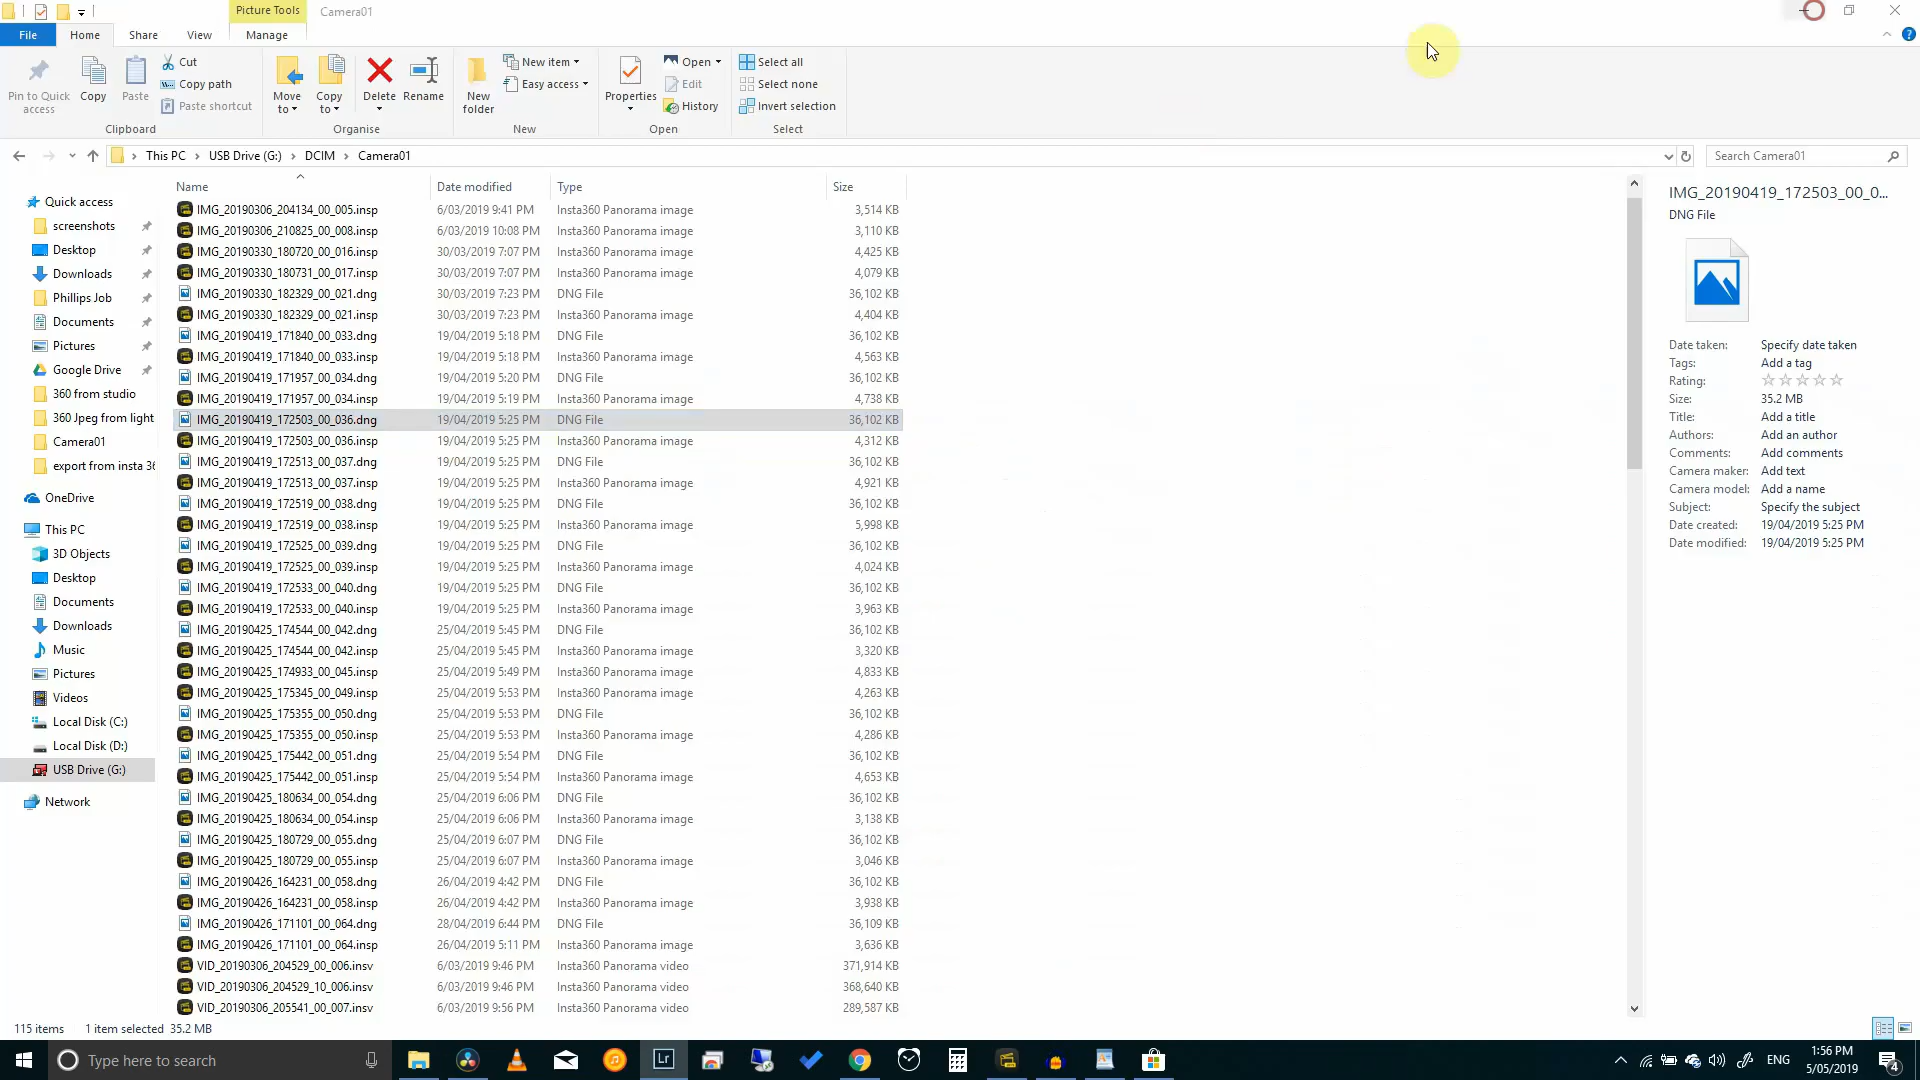 Picture Tools
Camera01
File
Home
Share
View
Manage
Pin to Quick access
Copy
Paste
Cut
Copy path
Paste shortcut
Clipboard
Move to
Copy to
Delete
Rename
Organise
New folder
New item
Easy access
New
Properties
Open
Edit
History
Open
Select all
Select none
Invert selection
Select
This PC > USB Drive (G:) > DCIM > Camera01
Search Camera01
Quick access
screenshots
Desktop
Downloads
Phillips Job
Documents
Pictures
Google Drive
360 from studio
360 Jpeg from light
Camera01
export from insta 36
OneDrive
This PC
3D Objects
Desktop
Documents
Downloads
Music
Pictures
Videos
Local Disk (C:)
Local Disk (D:)
USB Drive (G:)
Network
Name Date modified Type Size
IMG_20190306_204134_00_005.insp 6/03/2019 9:41 PM Insta360 Panorama image 3,514 KB
IMG_20190306_210825_00_008.insp 6/03/2019 10:08 PM Insta360 Panorama image 3,110 KB
IMG_20190330_180720_00_016.insp 30/03/2019 7:07 PM Insta360 Panorama image 4,425 KB
IMG_20190330_180731_00_017.insp 30/03/2019 7:07 PM Insta360 Panorama image 4,079 KB
IMG_20190330_182329_00_021.dng 30/03/2019 7:23 PM DNG File 36,102 KB
IMG_20190330_182329_00_021.insp 30/03/2019 7:23 PM Insta360 Panorama image 4,404 KB
IMG_20190419_171840_00_033.dng 19/04/2019 5:18 PM DNG File 36,102 KB
IMG_20190419_171840_00_033.insp 19/04/2019 5:18 PM Insta360 Panorama image 4,563 KB
IMG_20190419_171957_00_034.dng 19/04/2019 5:20 PM DNG File 36,102 KB
IMG_20190419_171957_00_034.insp 19/04/2019 5:19 PM Insta360 Panorama image 4,738 KB
IMG_20190419_172503_00_036.dng 19/04/2019 5:25 PM DNG File 36,102 KB
IMG_20190419_172503_00_036.insp 19/04/2019 5:25 PM Insta360 Panorama image 4,312 KB
IMG_20190419_172513_00_037.dng 19/04/2019 5:25 PM DNG File 36,102 KB
IMG_20190419_172513_00_037.insp 19/04/2019 5:25 PM Insta360 Panorama image 4,921 KB
IMG_20190419_172519_00_038.dng 19/04/2019 5:25 PM DNG File 36,102 KB
IMG_20190419_172519_00_038.insp 19/04/2019 5:25 PM Insta360 Panorama image 5,998 KB
IMG_20190419_172525_00_039.dng 19/04/2019 5:25 PM DNG File 36,102 KB
IMG_20190419_172525_00_039.insp 19/04/2019 5:25 PM Insta360 Panorama image 4,024 KB
IMG_20190419_172533_00_040.dng 19/04/2019 5:25 PM DNG File 36,102 KB
IMG_20190419_172533_00_040.insp 19/04/2019 5:25 PM Insta360 Panorama image 3,963 KB
IMG_20190425_174544_00_042.dng 25/04/2019 5:45 PM DNG File 36,102 KB
IMG_20190425_174544_00_042.insp 25/04/2019 5:45 PM Insta360 Panorama image 3,320 KB
IMG_20190425_174933_00_045.insp 25/04/2019 5:49 PM Insta360 Panorama image 4,833 KB
IMG_20190425_175345_00_049.insp 25/04/2019 5:53 PM Insta360 Panorama image 4,263 KB
IMG_20190425_175355_00_050.dng 25/04/2019 5:53 PM DNG File 36,102 KB
IMG_20190425_175355_00_050.insp 25/04/2019 5:53 PM Insta360 Panorama image 4,286 KB
IMG_20190425_175442_00_051.dng 25/04/2019 5:54 PM DNG File 36,102 KB
IMG_20190425_175442_00_051.insp 25/04/2019 5:54 PM Insta360 Panorama image 4,653 KB
IMG_20190425_180634_00_054.dng 25/04/2019 6:06 PM DNG File 36,102 KB
IMG_20190425_180634_00_054.insp 25/04/2019 6:06 PM Insta360 Panorama image 3,138 KB
IMG_20190425_180729_00_055.dng 25/04/2019 6:07 PM DNG File 36,102 KB
IMG_20190425_180729_00_055.insp 25/04/2019 6:07 PM Insta360 Panorama image 3,046 KB
IMG_20190426_164231_00_058.dng 26/04/2019 4:42 PM DNG File 36,102 KB
IMG_20190426_164231_00_058.insp 26/04/2019 4:42 PM Insta360 Panorama image 3,938 KB
IMG_20190426_171101_00_064.dng 28/04/2019 6:44 PM DNG File 36,109 KB
IMG_20190426_171101_00_064.insp 26/04/2019 5:11 PM Insta360 Panorama image 3,636 KB
VID_20190306_204529_00_006.insv 6/03/2019 9:46 PM Insta360 Panorama video 371,914 KB
VID_20190306_204529_10_006.insv 6/03/2019 9:46 PM Insta360 Panorama video 368,640 KB
VID_20190306_205541_00_007.insv 6/03/2019 9:56 PM Insta360 Panorama video 289,587 KB
IMG_20190419_172503_00_0...
DNG File
Date taken: Specify date taken
Tags: Add a tag
Rating:
Size: 35.2 MB
Title: Add a title
Authors: Add an author
Comments: Add comments
Camera maker: Add text
Camera model: Add a name
Subject: Specify the subject
Date created: 19/04/2019 5:25 PM
Date modified: 19/04/2019 5:25 PM
115 items 1 item selected 35.2 MB
Type here to search
Lr
ENG
1:56 PM
5/05/2019
4